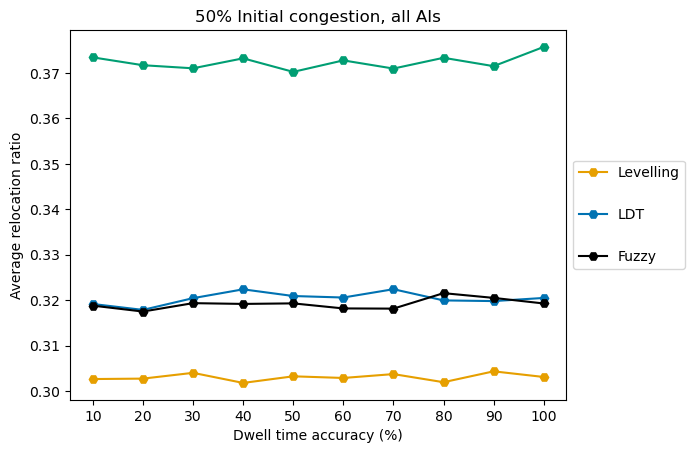 50% Initial congestion, all AIs
Average relocation ratio
0.37
0.36
0.35
0.34
0.33
0.32
0.31
0.30
10 20 30 40 50 60 70 80 90 100
Dwell time accuracy (%)
Levelling
LDT
Fuzzy